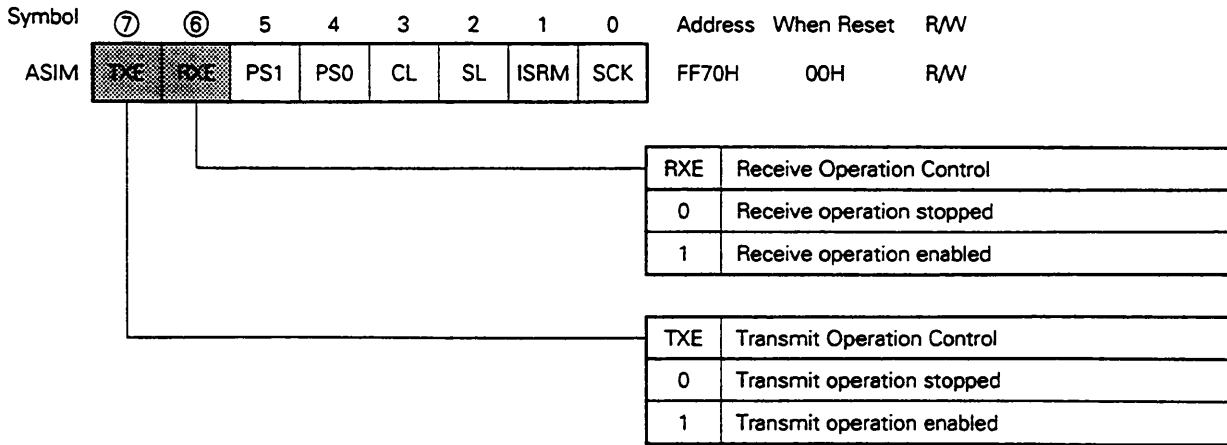 Symbol ⑦ ⑥ 5 4 3 2 1 0 Address When Reset R/W
ASIM TXE RXE PS1 PS0 CL SL ISRM SCK FF70H 00H R/W
RXE Receive Operation Control
0 Receive operation stopped
1 Receive operation enabled
TXE Transmit Operation Control
0 Transmit operation stopped
1 Transmit operation enabled